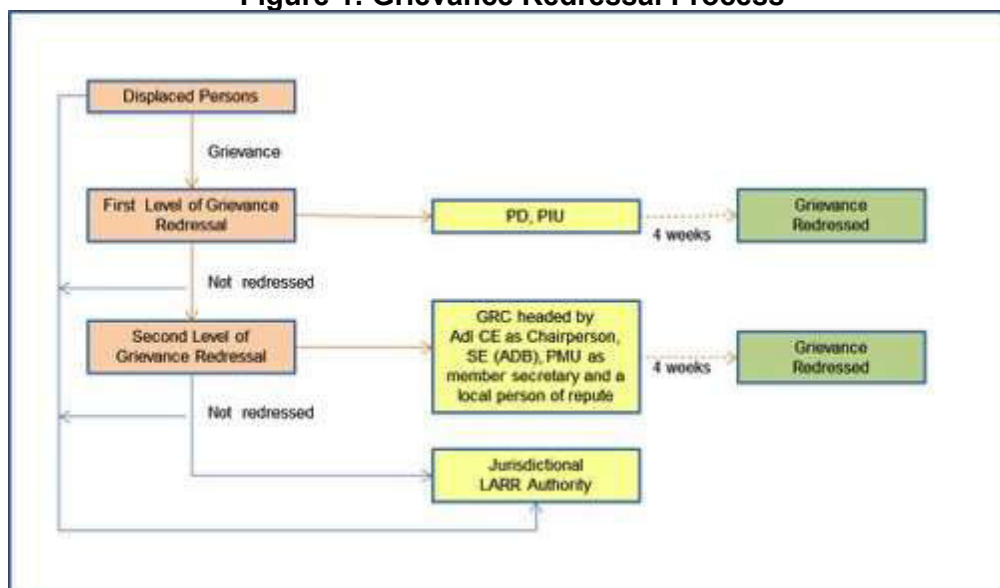 Figure 1: Grievance Redressal Process
Displaced Persons
Grievance
First Level of Grievance
Redressal
PD, PIU
4 weeks
Grievance
Redressed
Not redressed
Second Level of
Grievance Redressal
GRC headed by
Adl CE as Chairperson,
SE (ADB), PMU as
member secretary and a
local person of repute
4 weeks
Grievance
Redressed
Not redressed
Jurisdictional
LARR Authority